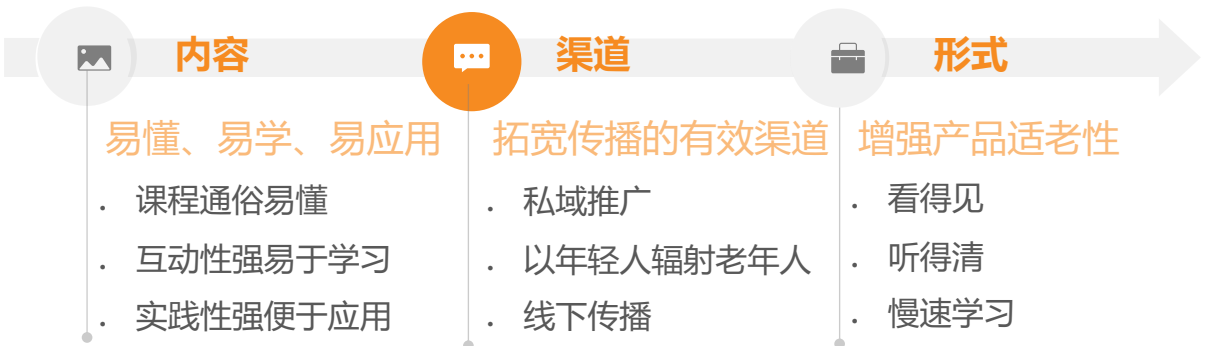 内容
易懂、易学、易应用
. 课程通俗易懂
. 互动性强易于学习
. 实践性强便于应用
渠道
拓宽传播的有效渠道
. 私域推广
. 以年轻人辐射老年人
. 线下传播
形式
增强产品适老性
. 看得见
. 听得清
. 慢速学习